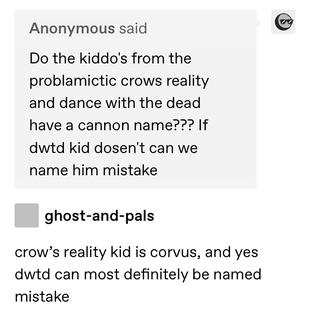 Anonymous said
Do the kiddo's from the
problamictic crows reality
and dance with the dead
have a cannon name??? If
dwtd kid dosen't can we
name him mistake
ghost-and-pals
crow's reality kid is corvus, and yes
dwtd can most definitely be named
mistake